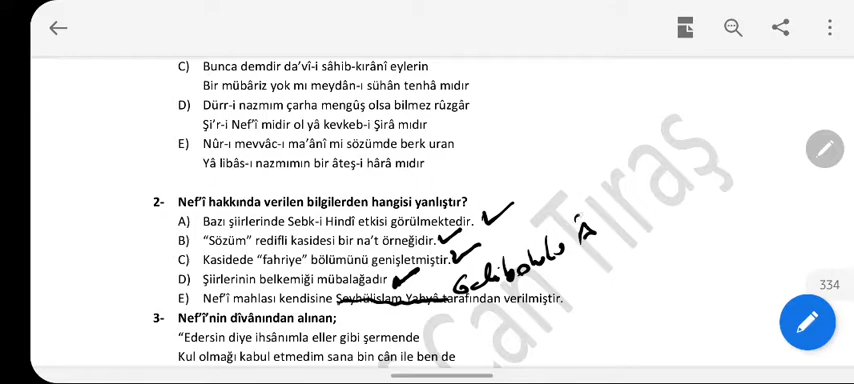 C) Bunca demdir da’vî-i sâhib-kırânî eylerin
Bir mübâriz yok mı meydân-ı sühân tenhâ mıdır
D) Dürr-i nazmım çarha mengûş olsa bilmez rûzgâr
Şi’r-i Nef’î midir ol yâ kevkeb-i Şirâ mıdır
E) Nûr-ı mevvâc-ı ma’ânî mi sözümde berk uran
Yâ libâs-ı nazmımın bir âteş-i hârâ mıdır
2- Nef’î hakkında verilen bilgilerden hangisi yanlıştır?
A) Bazı şiirlerinde Sebk-i Hindî etkisi görülmektedir.
B) “Sözüm” redifli kasidesi bir na’t örneğidir.
C) Kasidede “fahriye” bölümünü genişletmiştir.
D) Şiirlerinin belkemiği mübalağadır
Gelibolulu Â
E) Nef’î mahlası kendisine Şeyhülislam Yahyâ tarafından verilmiştir.
3- Nef’î’nin dîvânından alınan;
“Edersin diye ihsânımla eller gibi şermende
Kul olmağı kabul etmedim sana bin cân ile ben de
Can Tıraş
334